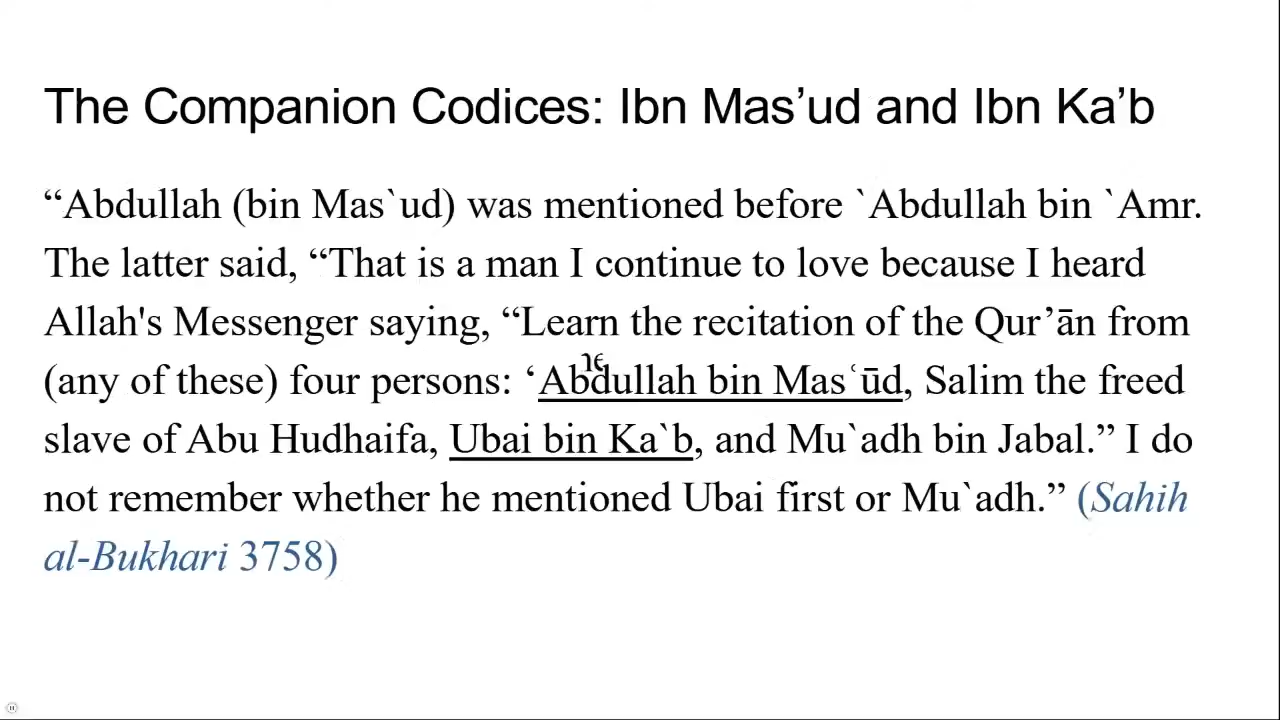 The Companion Codices: Ibn Mas’ud and Ibn Ka’b
“Abdullah (bin Mas`ud) was mentioned before `Abdullah bin `Amr.
The latter said, “That is a man I continue to love because I heard
Allah's Messenger saying, “Learn the recitation of the Qur’ān from
(any of these) four persons: ‘Abdullah bin Masʿūd, Salim the freed
slave of Abu Hudhaifa, Ubai bin Ka`b, and Mu`adh bin Jabal.” I do
not remember whether he mentioned Ubai first or Mu`adh.” (Sahih
al-Bukhari 3758)